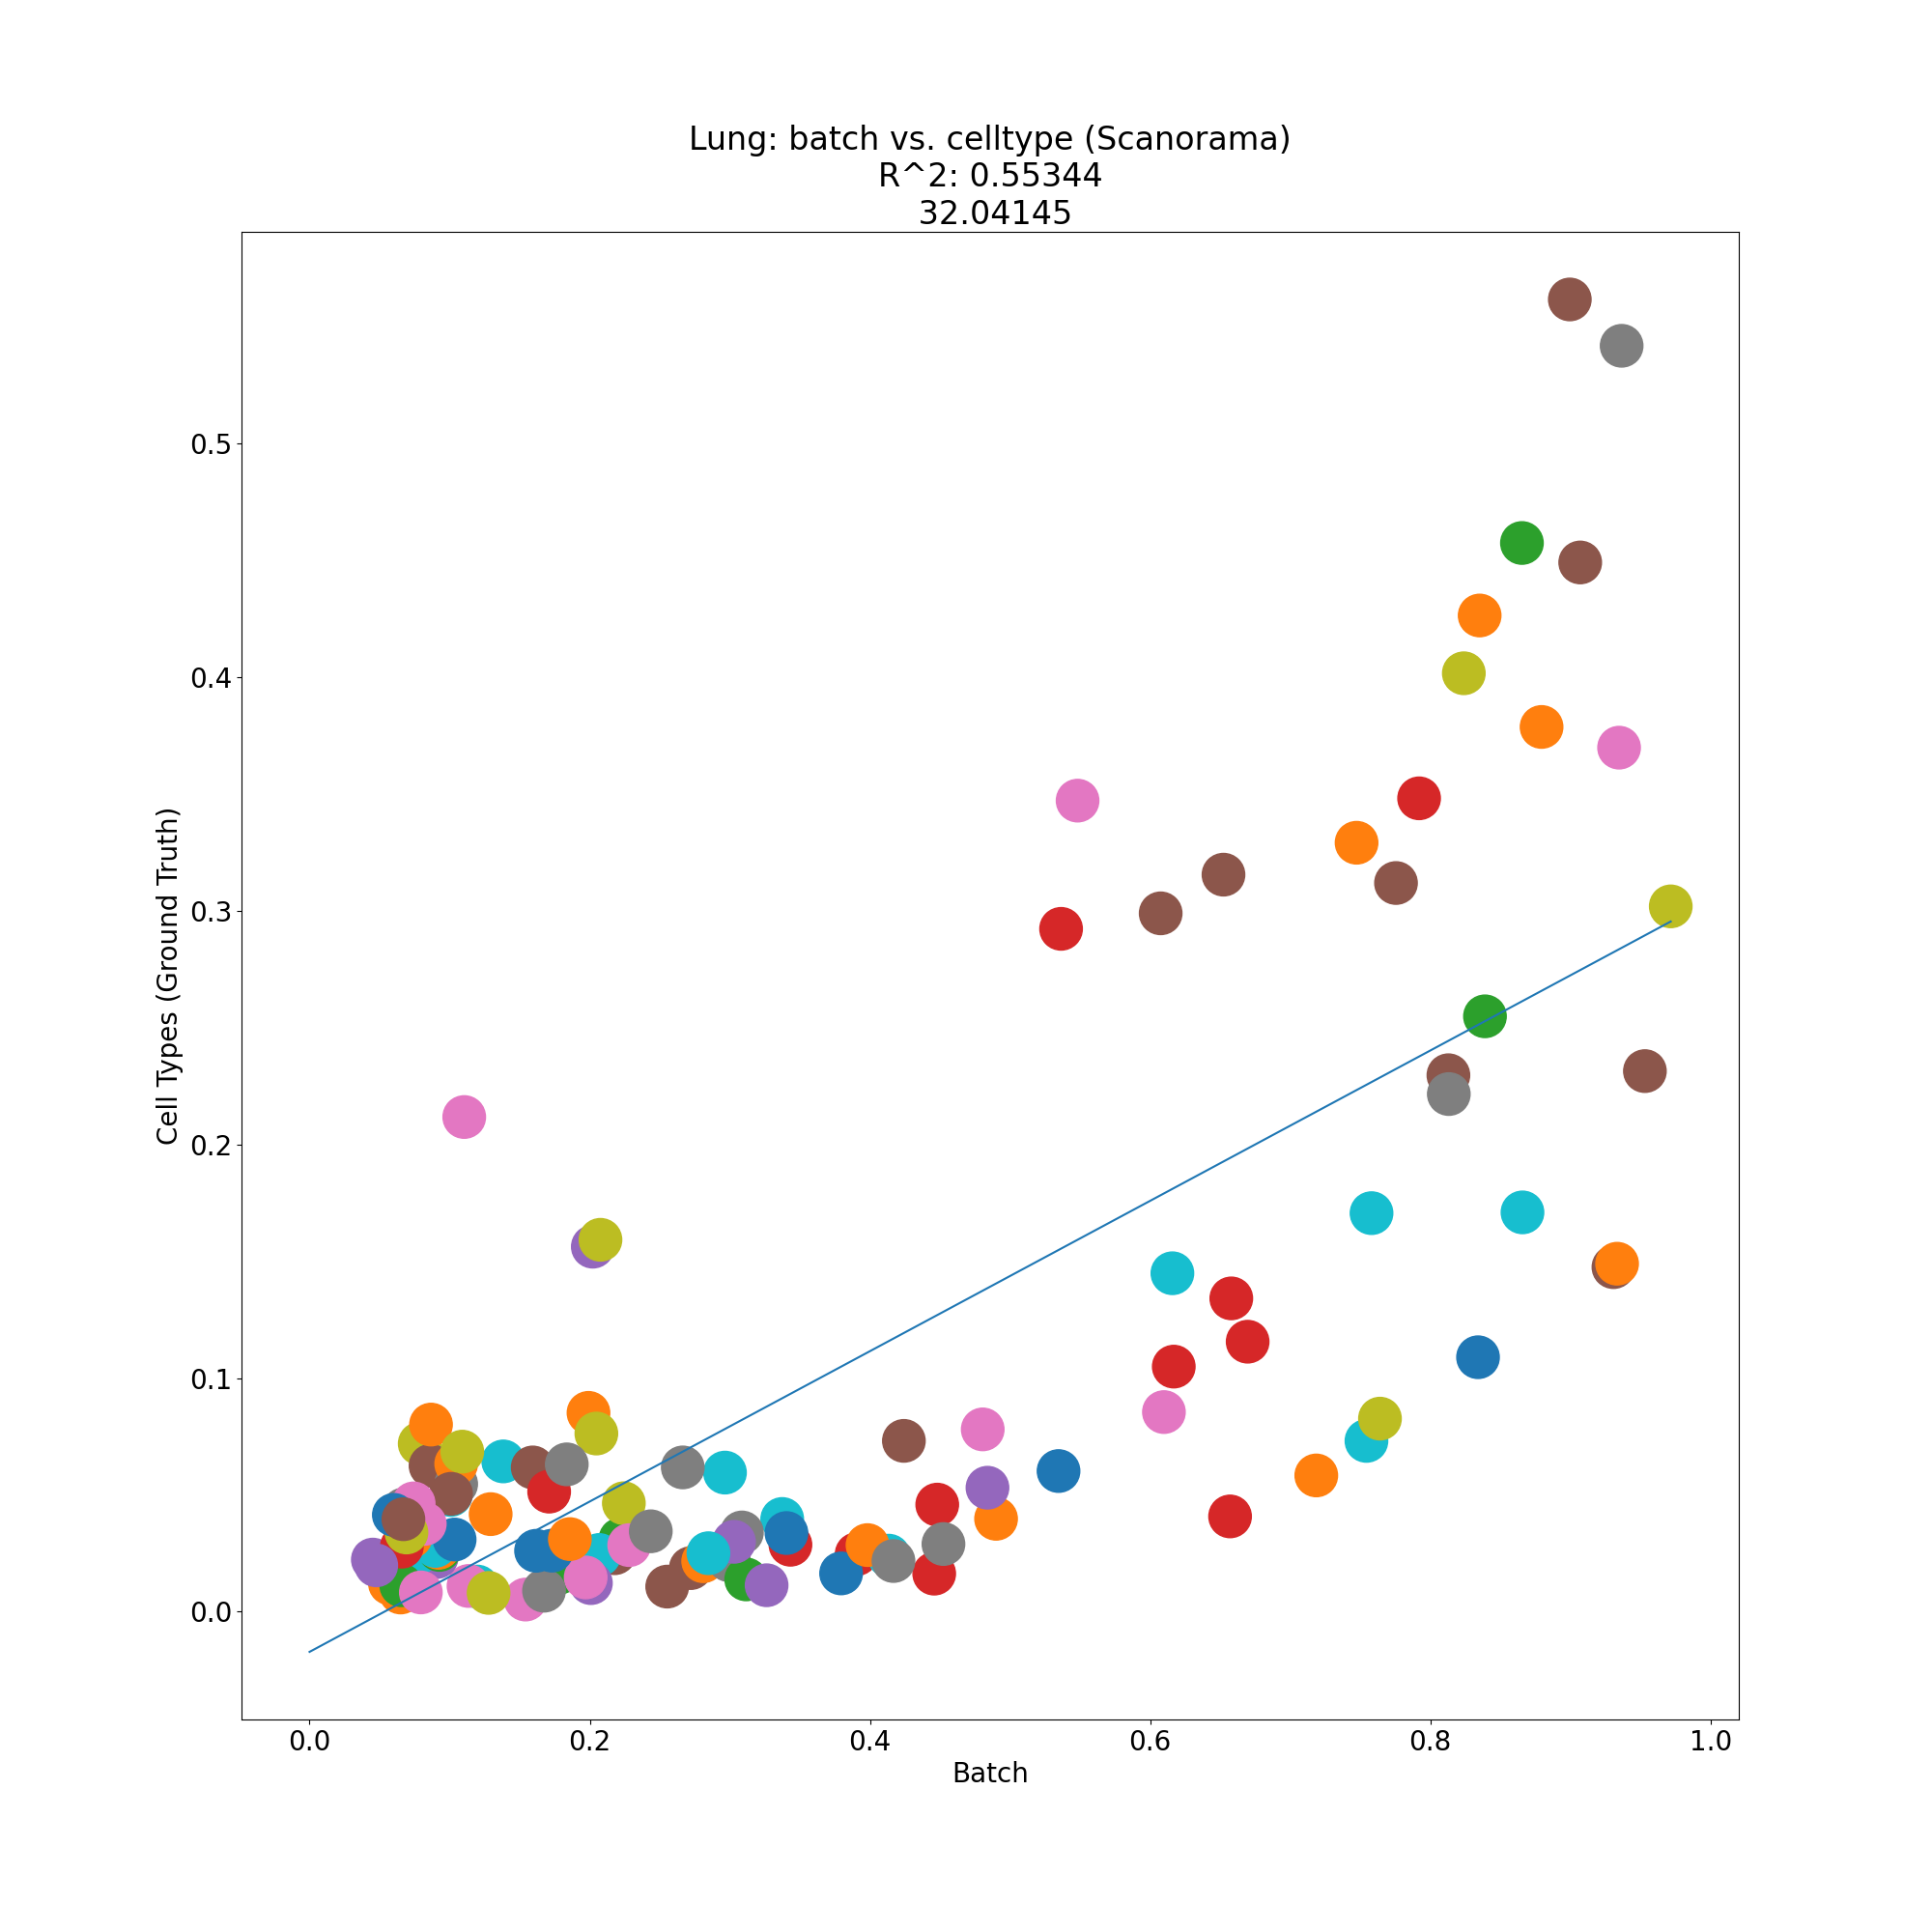 Lung: batch vs. celltype (Scanorama)
R^2: 0.55344
32.04145
Cell Types (Ground Truth)
0.5
0.4
0.3
0.2
0.1
0.0
0.0 0.2 0.4 0.6 0.8 1.0
Batch